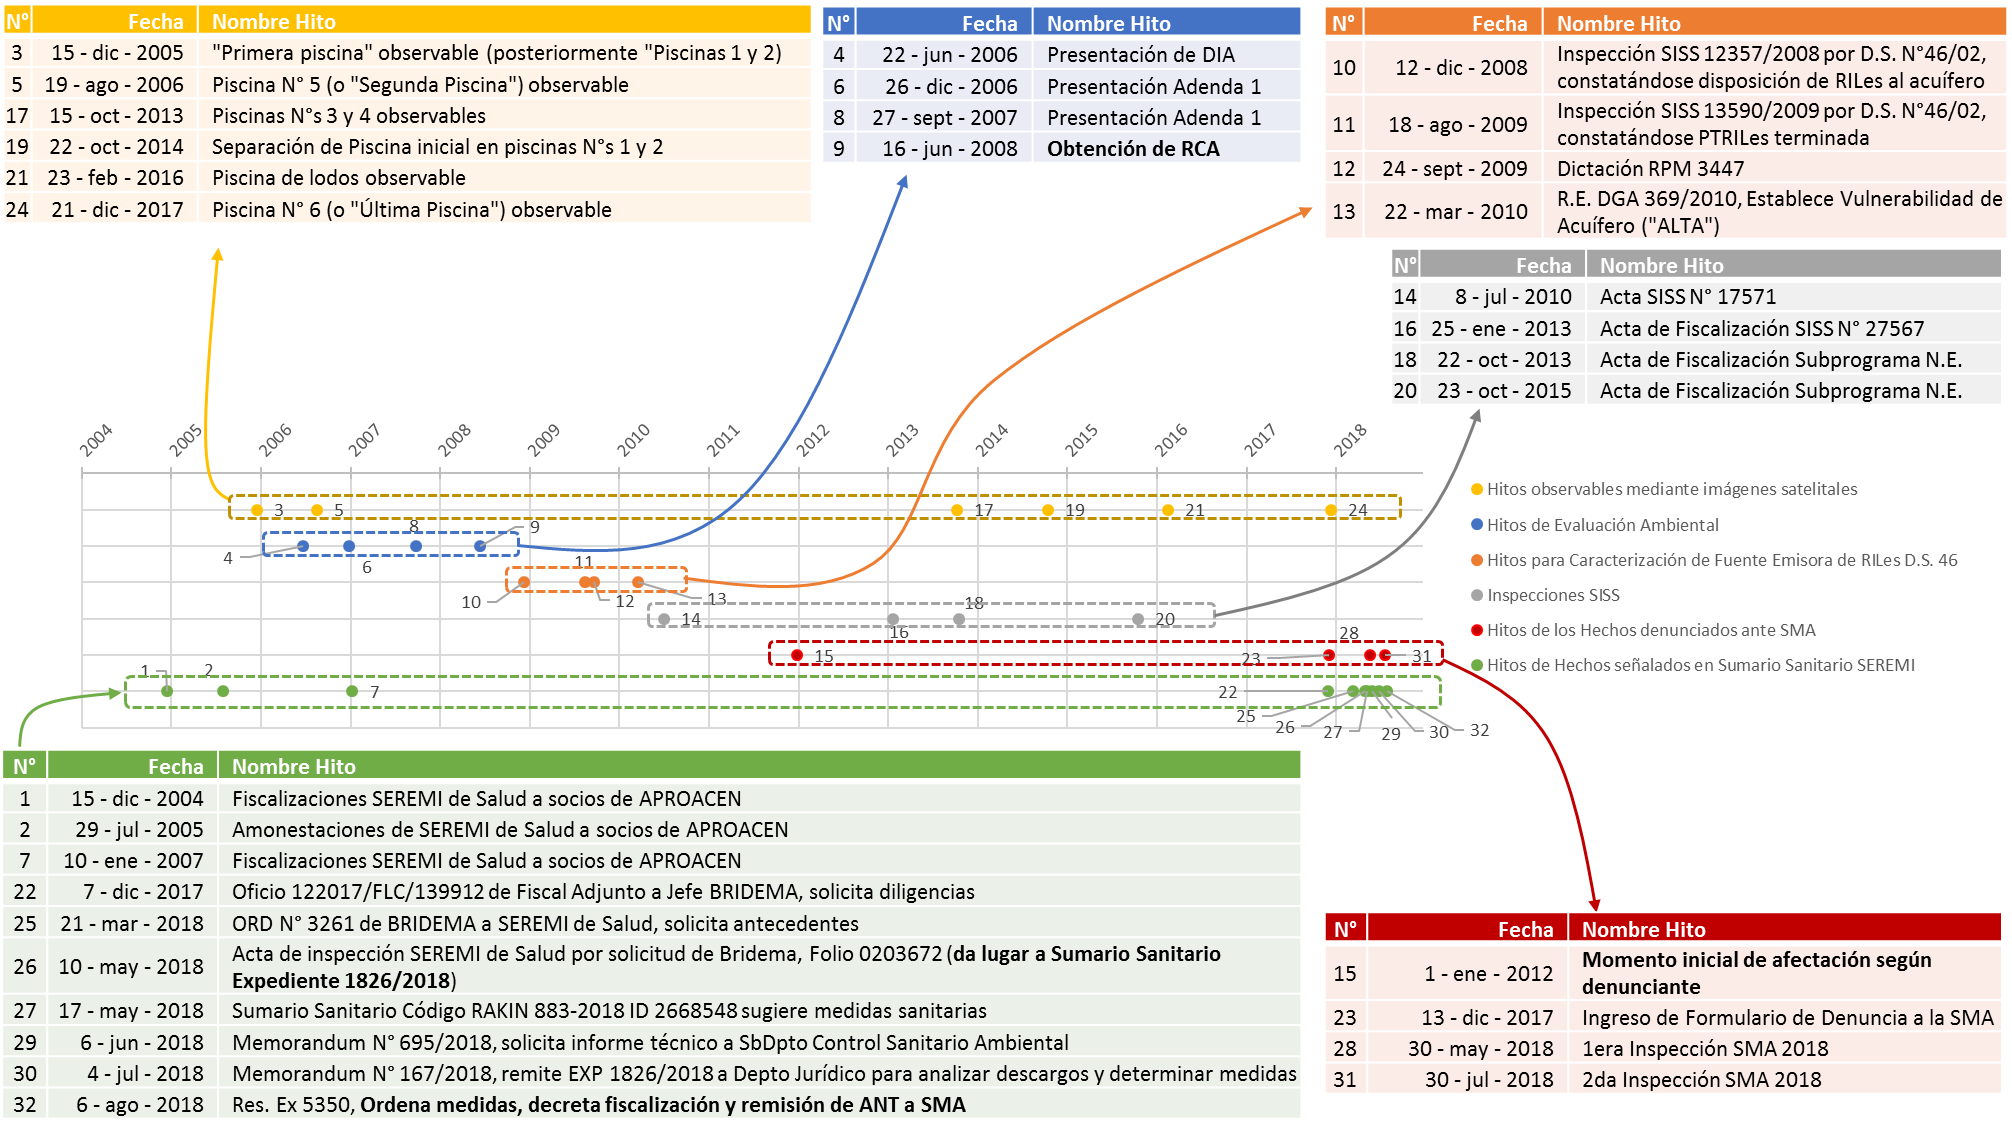 N° Fecha Nombre Hito
3 15 - dic - 2005 "Primera piscina" observable (posteriormente "Piscinas 1 y 2)
5 19 - ago - 2006 Piscina N° 5 (o "Segunda Piscina") observable
17 15 - oct - 2013 Piscinas N°s 3 y 4 observables
19 22 - oct - 2014 Separación de Piscina inicial en piscinas N°s 1 y 2
21 23 - feb - 2016 Piscina de lodos observable
24 21 - dic - 2017 Piscina N° 6 (o "Última Piscina") observable
N° Fecha Nombre Hito
4 22 - jun - 2006 Presentación de DIA
6 26 - dic - 2006 Presentación Adenda 1
8 27 - sept - 2007 Presentación Adenda 1
9 16 - jun - 2008 Obtención de RCA
N° Fecha Nombre Hito
10 12 - dic - 2008 Inspección SISS 12357/2008 por D.S. N°46/02,
constatándose disposición de RILes al acuífero
11 18 - ago - 2009 Inspección SISS 13590/2009 por D.S. N°46/02,
constatándose PTRILes terminada
12 24 - sept - 2009 Dictación RPM 3447
13 22 - mar - 2010 R.E. DGA 369/2010, Establece Vulnerabilidad de
Acuífero ("ALTA")
N° Fecha Nombre Hito
14 8 - jul - 2010 Acta SISS N° 17571
16 25 - ene - 2013 Acta de Fiscalización SISS N° 27567
18 22 - oct - 2013 Acta de Fiscalización Subprograma N.E.
20 23 - oct - 2015 Acta de Fiscalización Subprograma N.E.
2004 2005 2006 2007 2008 2009 2010 2011 2012 2013 2014 2015 2016 2017 2018
3 5 17 19 21 24
4 6 8 9
10 11 12 13
14 16 18 20
15 23 28 31
1 2 7 22 25 26 27 29 30 32
Hitos observables mediante imágenes satelitales
Hitos de Evaluación Ambiental
Hitos para Caracterización de Fuente Emisora de RILes D.S. 46
Inspecciones SISS
Hitos de los Hechos denunciados ante SMA
Hitos de Hechos señalados en Sumario Sanitario SEREMI
N° Fecha Nombre Hito
1 15 - dic - 2004 Fiscalizaciones SEREMI de Salud a socios de APROACEN
2 29 - jul - 2005 Amonestaciones de SEREMI de Salud a socios de APROACEN
7 10 - ene - 2007 Fiscalizaciones SEREMI de Salud a socios de APROACEN
22 7 - dic - 2017 Oficio 122017/FLC/139912 de Fiscal Adjunto a Jefe BRIDEMA, solicita diligencias
25 21 - mar - 2018 ORD N° 3261 de BRIDEMA a SEREMI de Salud, solicita antecedentes
26 10 - may - 2018 Acta de inspección SEREMI de Salud por solicitud de Bridema, Folio 0203672 (da lugar a Sumario Sanitario
Expediente 1826/2018)
27 17 - may - 2018 Sumario Sanitario Código RAKIN 883-2018 ID 2668548 sugiere medidas sanitarias
29 6 - jun - 2018 Memorandum N° 695/2018, solicita informe técnico a SbDpto Control Sanitario Ambiental
30 4 - jul - 2018 Memorandum N° 167/2018, remite EXP 1826/2018 a Depto Jurídico para analizar descargos y determinar medidas
32 6 - ago - 2018 Res. Ex 5350, Ordena medidas, decreta fiscalización y remisión de ANT a SMA
N° Fecha Nombre Hito
15 1 - ene - 2012 Momento inicial de afectación según
denunciante
23 13 - dic - 2017 Ingreso de Formulario de Denuncia a la SMA
28 30 - may - 2018 1era Inspección SMA 2018
31 30 - jul - 2018 2da Inspección SMA 2018